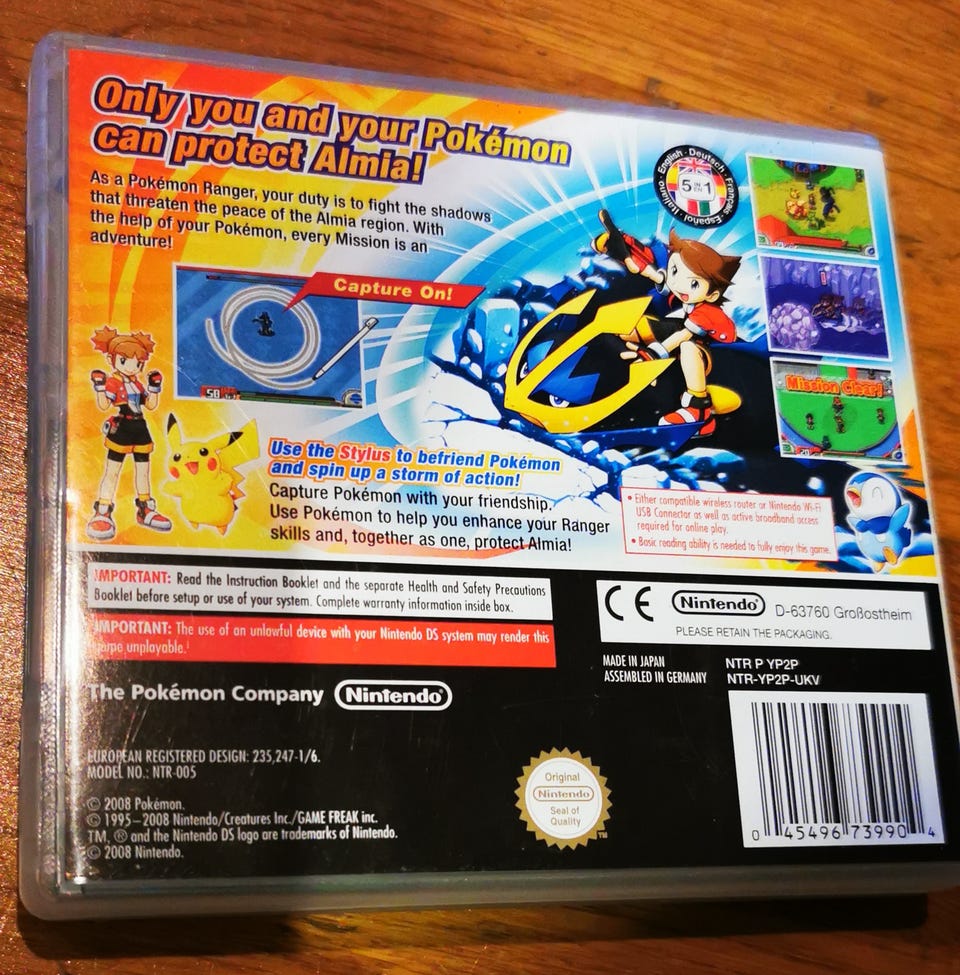 Only you and your Pokémon
can protect Almia!
As a Pokémon Ranger, your duty is to fight the shadows
that threaten the peace of the Almia region. With
the help of your Pokémon, every Mission is an
adventure!
English · Deutsch · Français · Español · Italiano ·
5 IN 1
Capture On!
58
Mission Clear!
20
Use the Stylus to befriend Pokémon
and spin up a storm of action!
Capture Pokémon with your friendship.
Use Pokémon to help you enhance your Ranger
skills and, together as one, protect Almia!
• Either compatible wireless router or Nintendo Wi-Fi
USB Connector as well as active broadband access
required for online play.
• Basic reading ability is needed to fully enjoy this game.
IMPORTANT: Read the Instruction Booklet and the separate Health and Safety Precautions
Booklet before setup or use of your system. Complete warranty information inside box.
IMPORTANT: The use of an unlawful device with your Nintendo DS system may render this
game unplayable.
CE Nintendo® D-63760 Großostheim
PLEASE RETAIN THE PACKAGING.
MADE IN JAPAN
ASSEMBLED IN GERMANY
NTR P YP2P
NTR-YP2P-UKV
The Pokémon Company Nintendo®
EUROPEAN REGISTERED DESIGN: 235,247-1/6.
MODEL NO.: NTR-005
© 2008 Pokémon.
© 1995–2008 Nintendo/Creatures Inc./GAME FREAK inc.
TM, ® and the Nintendo DS logo are trademarks of Nintendo.
© 2008 Nintendo.
Original
Nintendo
Seal of
Quality
TM
0 45496 73990 4